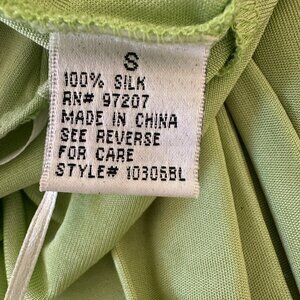 S
100% SILK
RN# 97207
MADE IN CHINA
SEE REVERSE
FOR CARE
STYLE# 10305BL